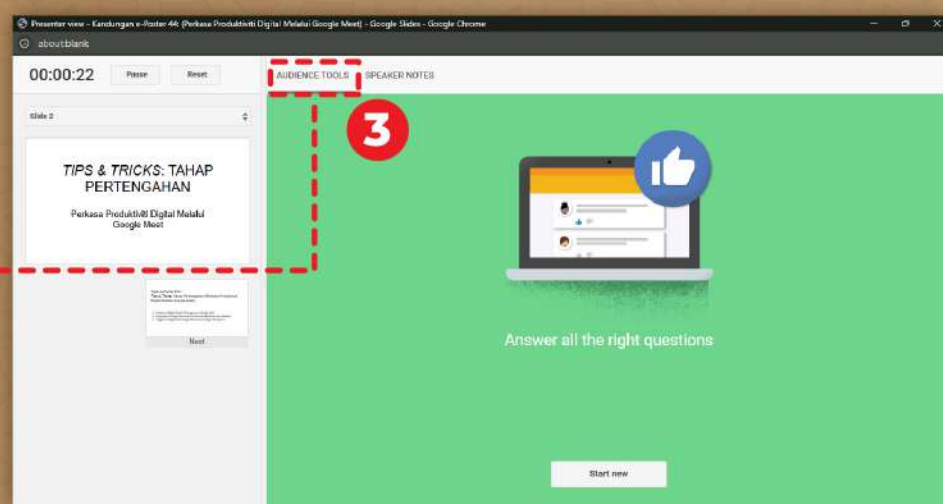 Presenter view - Kandungan e-Poster 44: (Perkasa Produktiviti Digital Melalui Google Meet) - Google Slides - Google Chrome
about:blank
00:00:22
Pause
Reset
AUDIENCE TOOLS
SPEAKER NOTES
3
Slide 2
TIPS & TRICKS: TAHAP
PERTENGAHAN
Perkasa Produktiviti Digital Melalui
Google Meet
Next
Answer all the right questions
Start new